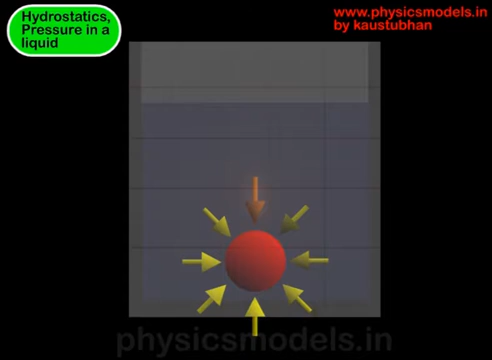 Hydrostatics,
Pressure in a
liquid
www.physicsmodels.in
by kaustubhan
physicsmodels.in